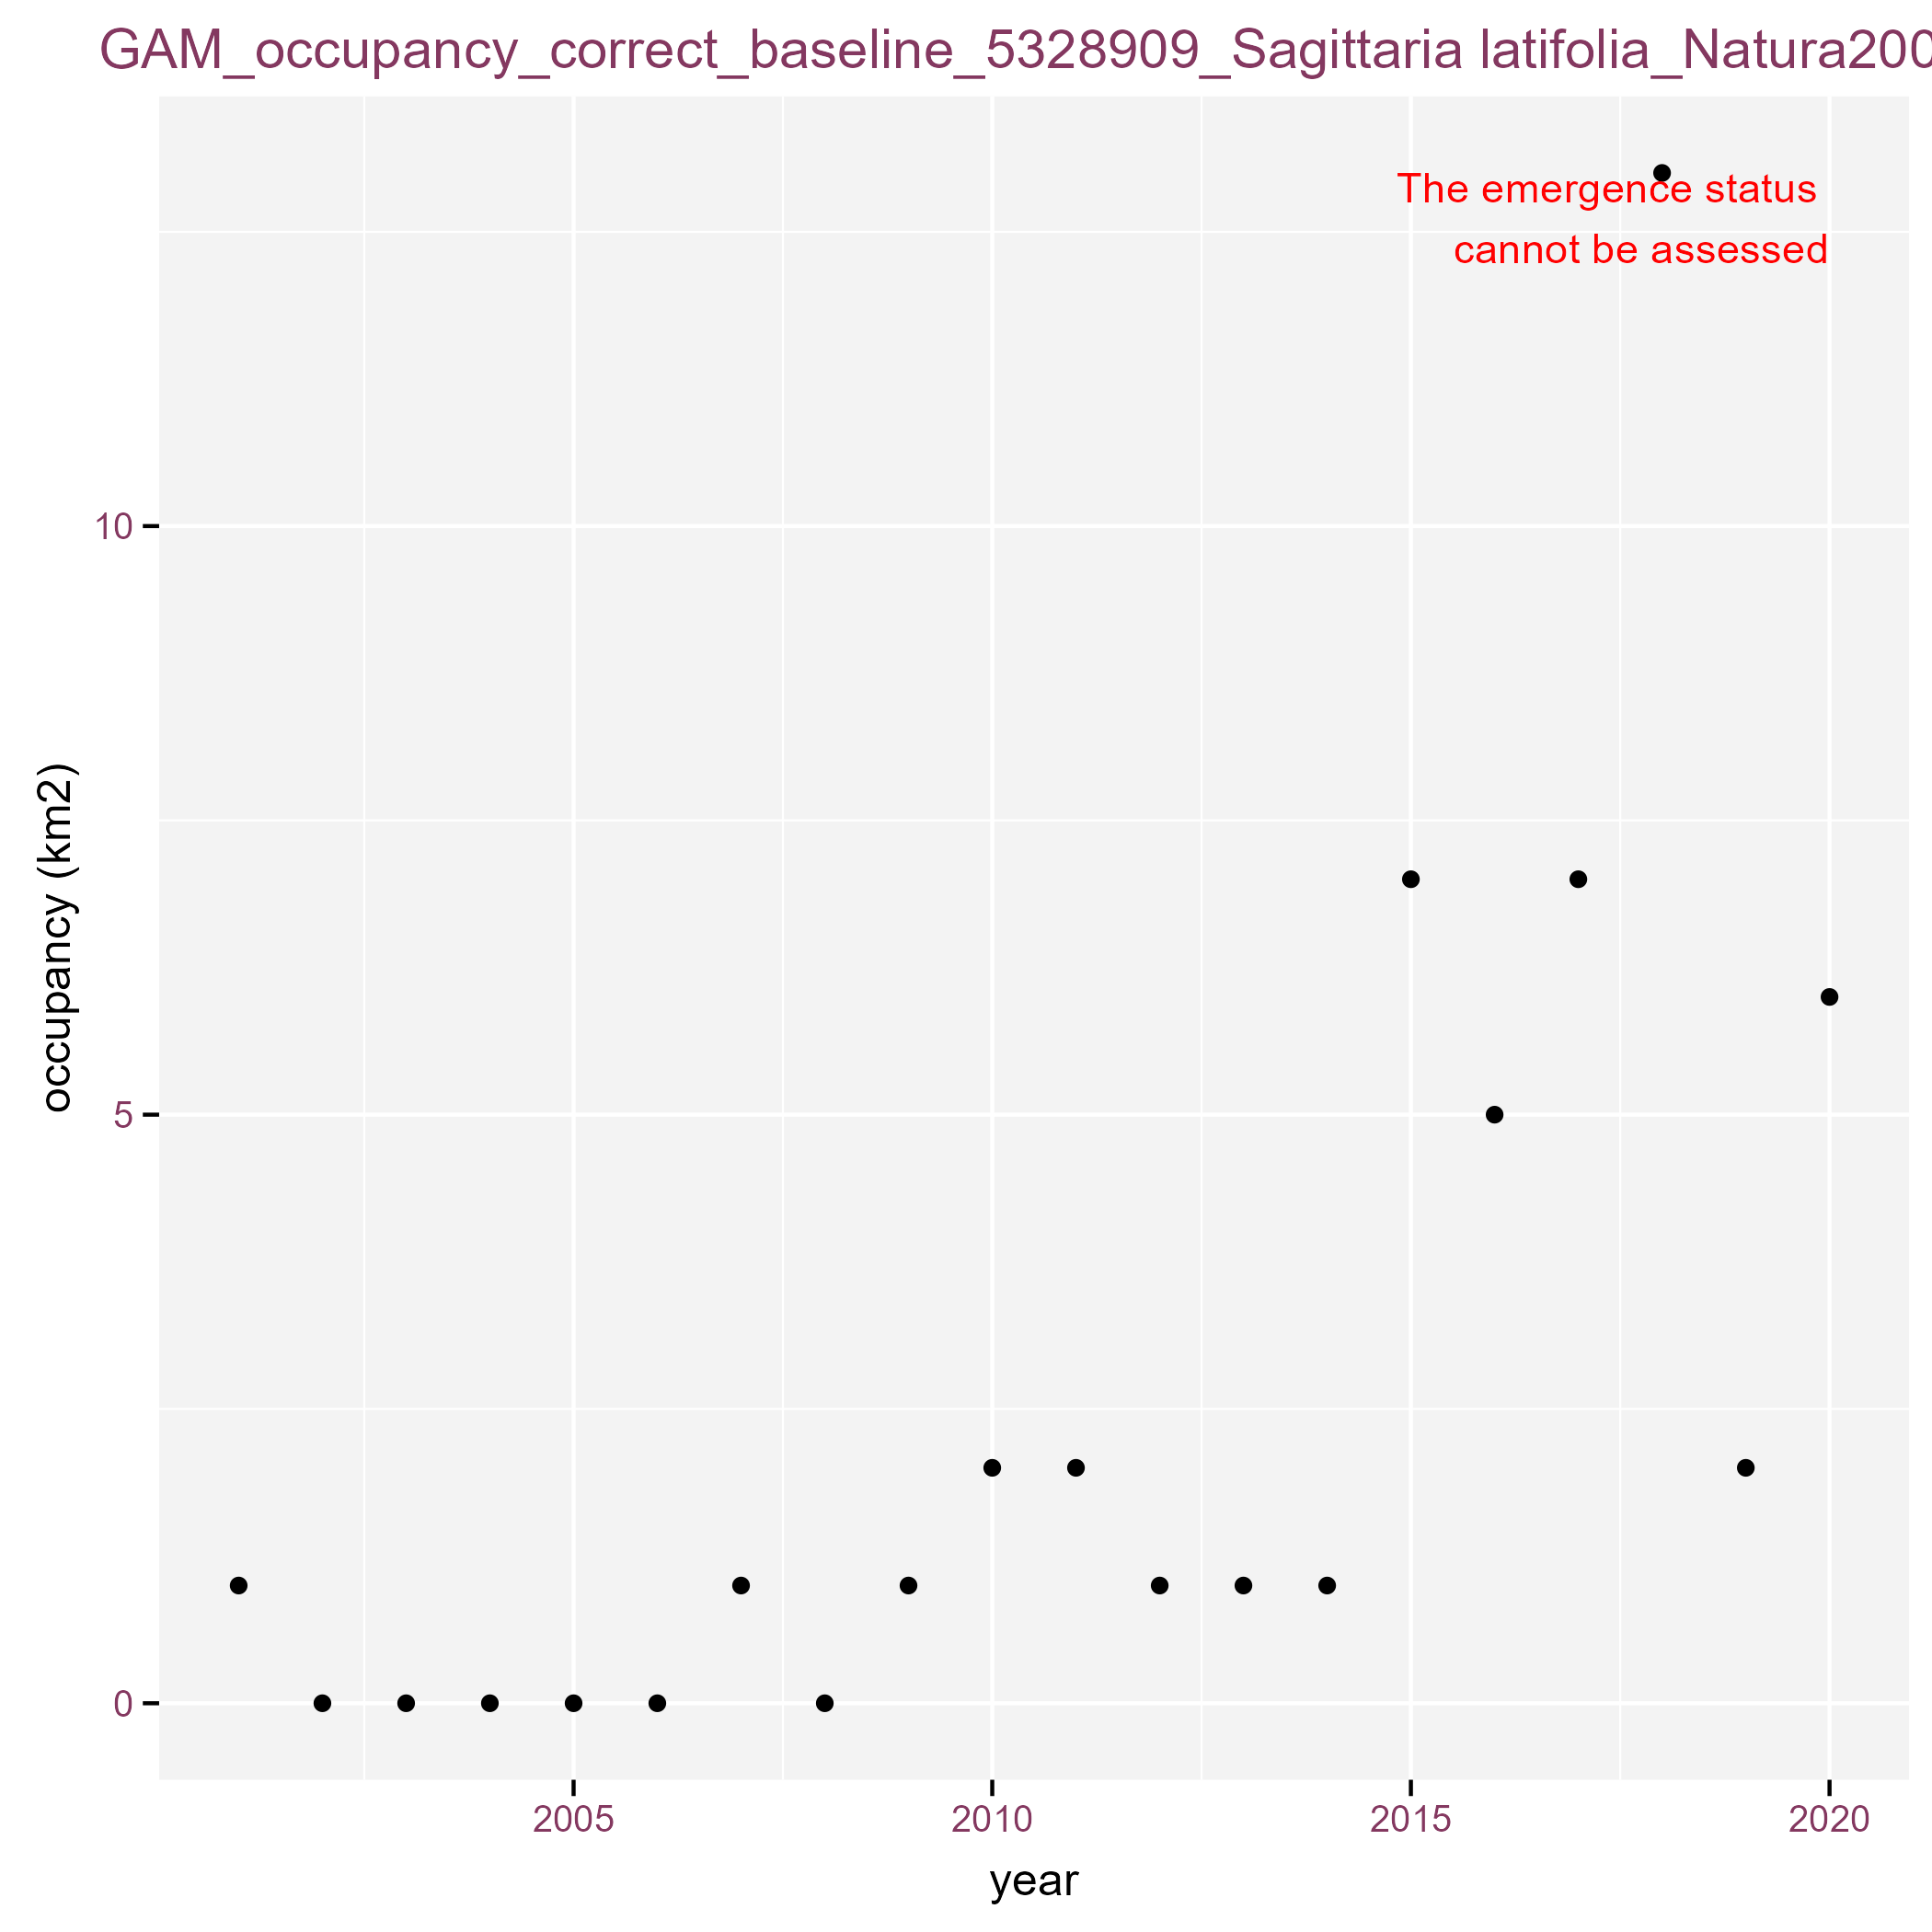 GAM_occupancy_correct_baseline_5328909_Sagittaria latifolia_Natura200
The emergence status
cannot be assessed
10
5
0
occupancy (km2)
2005 2010 2015 2020
year